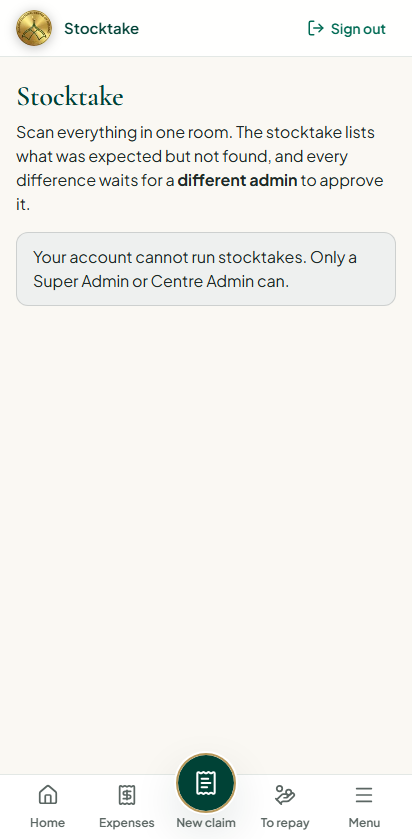 Stocktake
Sign out
Stocktake
Scan everything in one room. The stocktake lists
what was expected but not found, and every
difference waits for a different admin to approve
it.
Your account cannot run stocktakes. Only a
Super Admin or Centre Admin can.
Home
Expenses
New claim
To repay
Menu